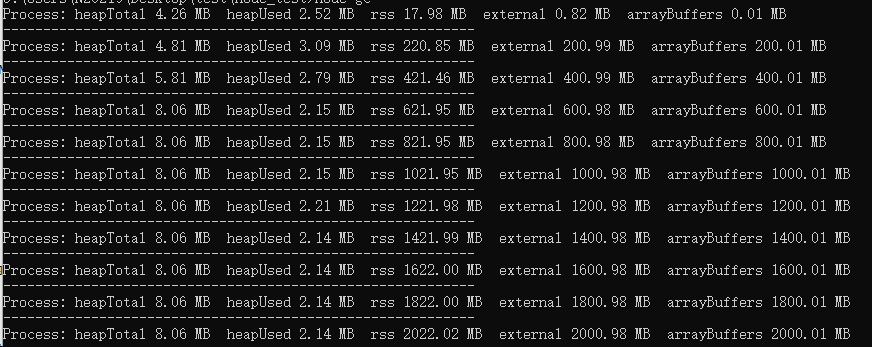 Process: heapTotal 4.26 MB  heapUsed 2.52 MB  rss 17.98 MB  external 0.82 MB  arrayBuffers 0.01 MB
-----------------------------------------------------------
Process: heapTotal 4.81 MB  heapUsed 3.09 MB  rss 220.85 MB  external 200.99 MB  arrayBuffers 200.01 MB
-----------------------------------------------------------
Process: heapTotal 5.81 MB  heapUsed 2.79 MB  rss 421.46 MB  external 400.99 MB  arrayBuffers 400.01 MB
-----------------------------------------------------------
Process: heapTotal 8.06 MB  heapUsed 2.15 MB  rss 621.95 MB  external 600.98 MB  arrayBuffers 600.01 MB
-----------------------------------------------------------
Process: heapTotal 8.06 MB  heapUsed 2.15 MB  rss 821.95 MB  external 800.98 MB  arrayBuffers 800.01 MB
-----------------------------------------------------------
Process: heapTotal 8.06 MB  heapUsed 2.15 MB  rss 1021.95 MB  external 1000.98 MB  arrayBuffers 1000.01 MB
-----------------------------------------------------------
Process: heapTotal 8.06 MB  heapUsed 2.21 MB  rss 1221.98 MB  external 1200.98 MB  arrayBuffers 1200.01 MB
-----------------------------------------------------------
Process: heapTotal 8.06 MB  heapUsed 2.14 MB  rss 1421.99 MB  external 1400.98 MB  arrayBuffers 1400.01 MB
-----------------------------------------------------------
Process: heapTotal 8.06 MB  heapUsed 2.14 MB  rss 1622.00 MB  external 1600.98 MB  arrayBuffers 1600.01 MB
-----------------------------------------------------------
Process: heapTotal 8.06 MB  heapUsed 2.14 MB  rss 1822.00 MB  external 1800.98 MB  arrayBuffers 1800.01 MB
-----------------------------------------------------------
Process: heapTotal 8.06 MB  heapUsed 2.14 MB  rss 2022.02 MB  external 2000.98 MB  arrayBuffers 2000.01 MB